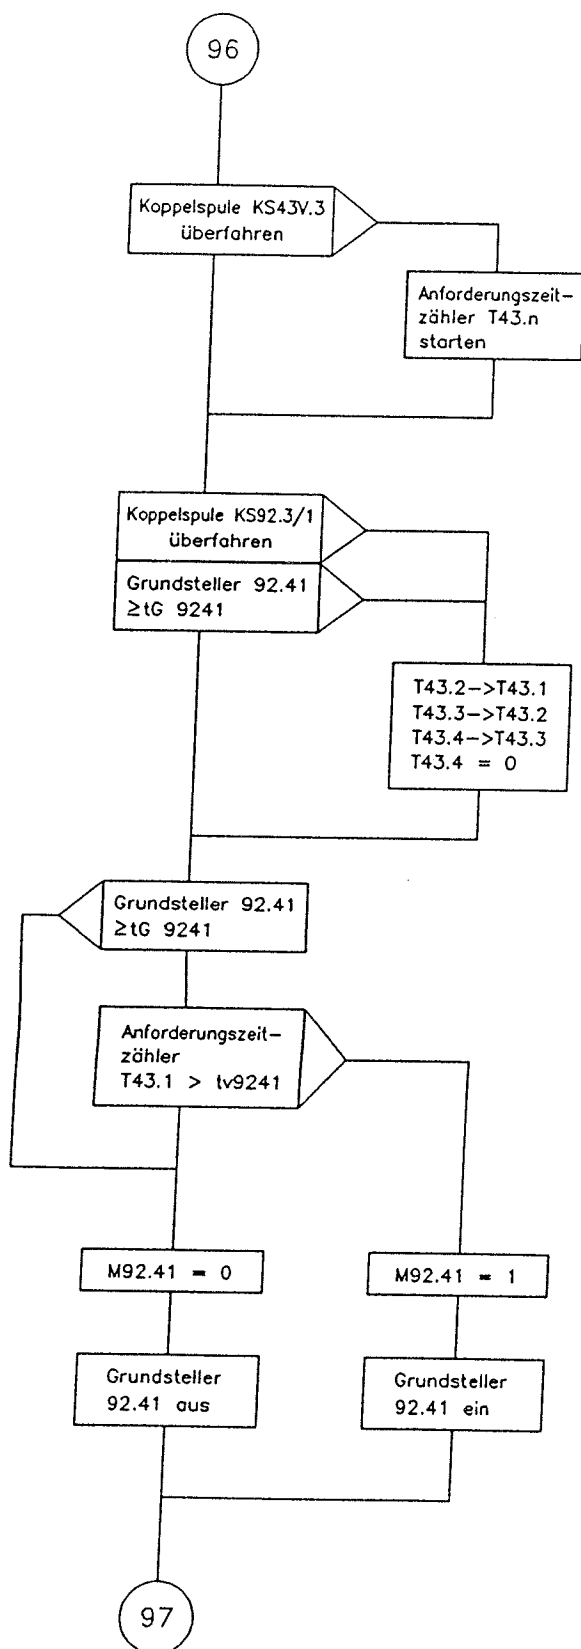 96
Koppelspule KS43V.3
überfahren
Anforderungszeit-
zähler T43.n
starten
Koppelspule KS92.3/1
überfahren
Grundsteller 92.41
≥tG 9241
T43.2->T43.1
T43.3->T43.2
T43.4->T43.3
T43.4 = 0
Grundsteller 92.41
≥tG 9241
Anforderungszeit-
zähler
T43.1 > tv9241
M92.41 = 0
M92.41 = 1
Grundsteller
92.41 aus
Grundsteller
92.41 ein
97